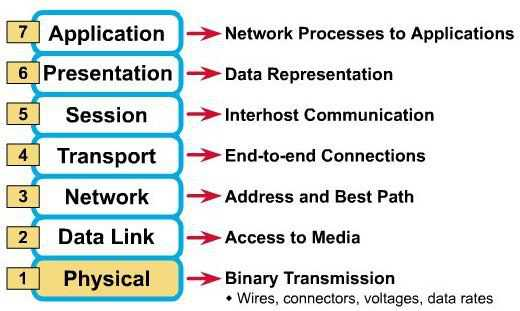 7 Application Network Processes to Applications
6 Presentation Data Representation
5 Session Interhost Communication
4 Transport End-to-end Connections
3 Network Address and Best Path
2 Data Link Access to Media
1 Physical Binary Transmission
• Wires, connectors, voltages, data rates